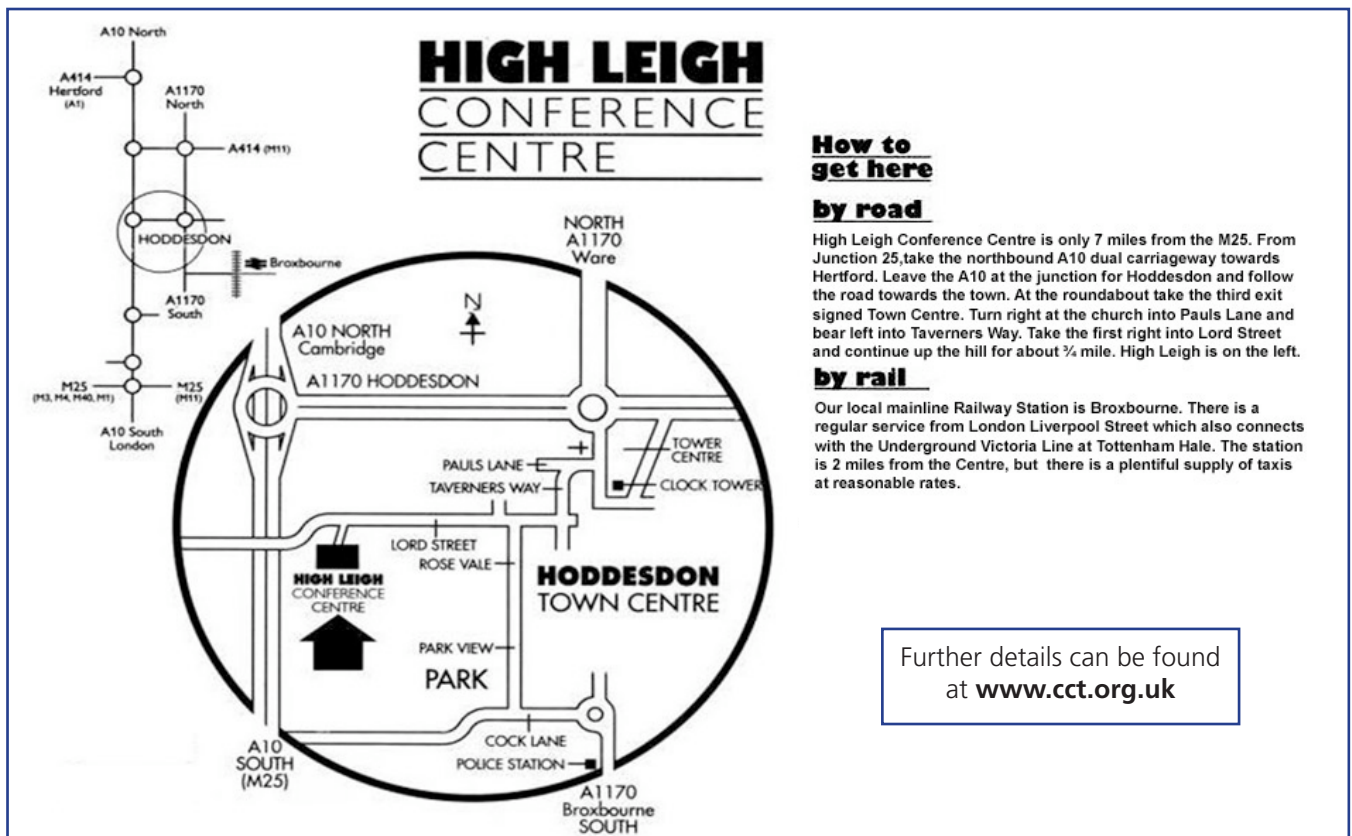 A10 North
A414
Hertford
(A1)
A1170
North
A414 (M11)
HODDESDON
Broxbourne
A1170
South
M25
(M3, M4, M40, M1)
M25
(M11)
A10 South
London
HIGH LEIGH
CONFERENCE
CENTRE
NORTH
A1170
Ware
N
A10 NORTH
Cambridge
A1170 HODDESDON
PAULS LANE
TAVERNERS WAY
TOWER
CENTRE
CLOCK TOWER
LORD STREET
ROSE VALE
HIGH LEIGH
CONFERENCE
CENTRE
HODDESDON
TOWN CENTRE
PARK VIEW
PARK
COCK LANE
POLICE STATION
A10
SOUTH
(M25)
A1170
Broxbourne
SOUTH
How to
get here
by road
High Leigh Conference Centre is only 7 miles from the M25. From
Junction 25,take the northbound A10 dual carriageway towards
Hertford. Leave the A10 at the junction for Hoddesdon and follow
the road towards the town. At the roundabout take the third exit
signed Town Centre. Turn right at the church into Pauls Lane and
bear left into Taverners Way. Take the first right into Lord Street
and continue up the hill for about ¾ mile. High Leigh is on the left.
by rail
Our local mainline Railway Station is Broxbourne. There is a
regular service from London Liverpool Street which also connects
with the Underground Victoria Line at Tottenham Hale. The station
is 2 miles from the Centre, but there is a plentiful supply of taxis
at reasonable rates.
Further details can be found
at www.cct.org.uk